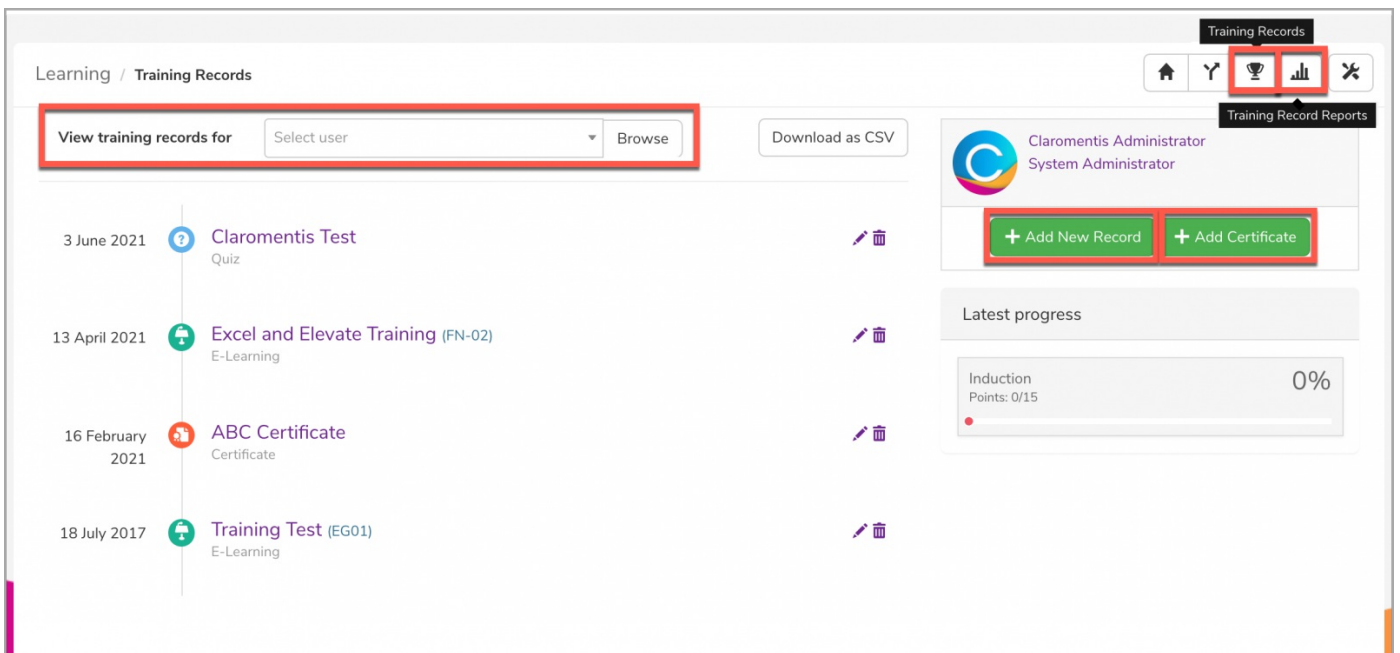 Training Records
Learning / Training Records
Training Record Reports
View training records for Select user Browse
Download as CSV
Claromentis Administrator
System Administrator
+ Add New Record
+ Add Certificate
3 June 2021
Claromentis Test
Quiz
13 April 2021
Excel and Elevate Training (FN-02)
E-Learning
16 February
2021
ABC Certificate
Certificate
18 July 2017
Training Test (EG01)
E-Learning
Latest progress
Induction
0%
Points: 0/15